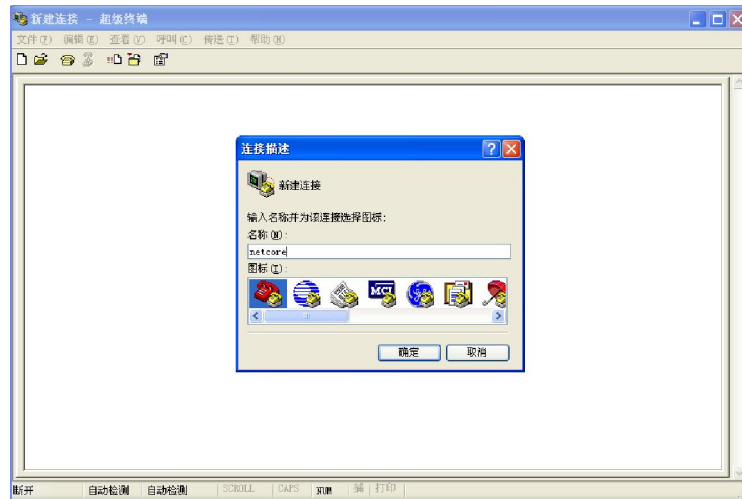 新建连接 - 超级终端
文件(F) 编辑(E) 查看(V) 呼叫(C) 传送(T) 帮助(H)
连接描述
新建连接
输入名称并为该连接选择图标:
名称(N):
netcore
图标(I):
MCI
确定 取消
断开 自动检测 自动检测 SCROLL CAPS NUM 捕 打印